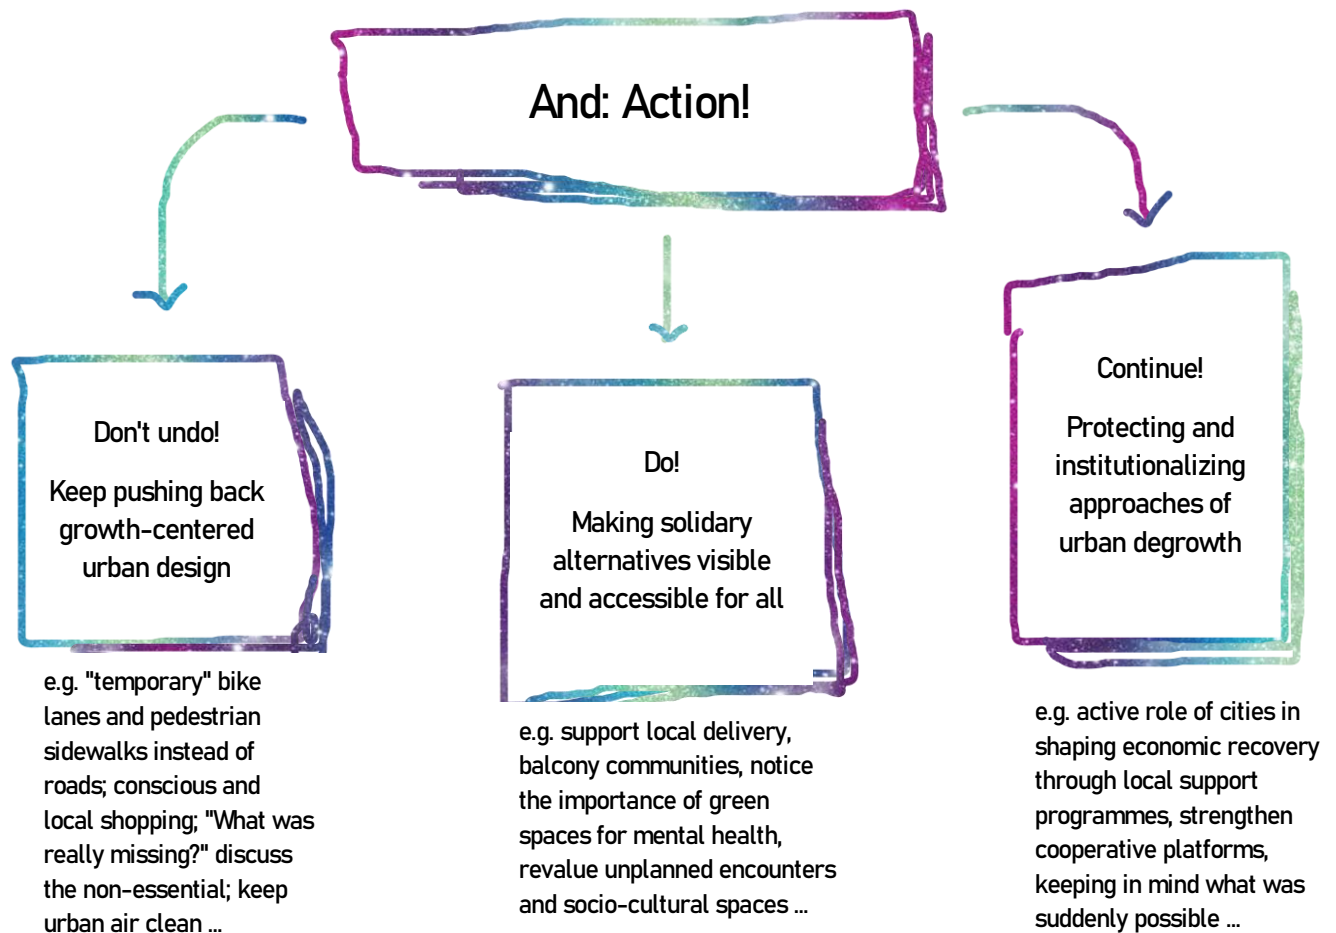 And: Action!
Don't undo!
Keep pushing back
growth-centered
urban design
e.g. "temporary" bike
lanes and pedestrian
sidewalks instead of
roads; conscious and
local shopping; "What was
really missing?" discuss
the non-essential; keep
urban air clean ...
Do!
Making solidary
alternatives visible
and accessible for all
e.g. support local delivery,
balcony communities, notice
the importance of green
spaces for mental health,
revalue unplanned encounters
and socio-cultural spaces ...
Continue!
Protecting and
institutionalizing
approaches of
urban degrowth
e.g. active role of cities in
shaping economic recovery
through local support
programmes, strengthen
cooperative platforms,
keeping in mind what was
suddenly possible ...